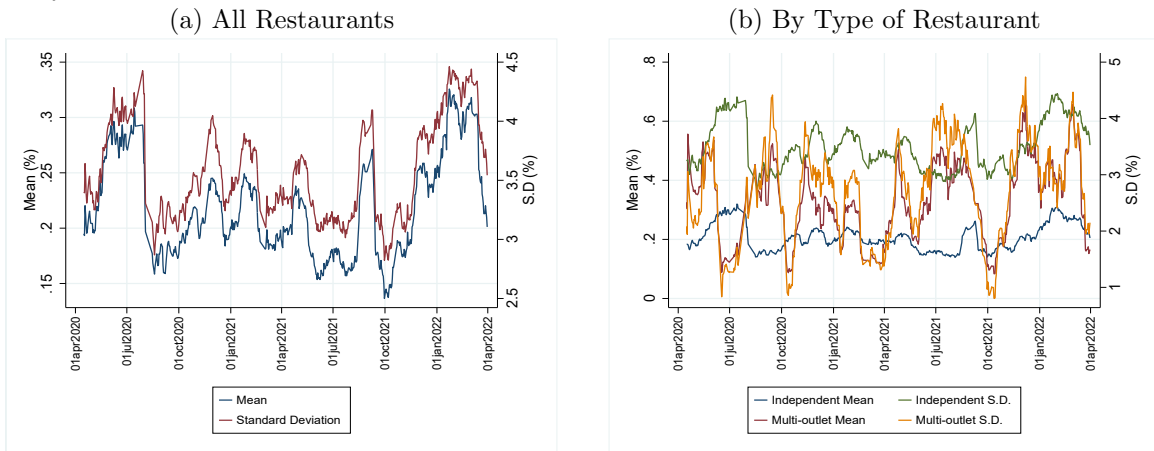 (a) All Restaurants
.35
.3
.25
.2
.15
Mean (%)
4.5
4
3.5
3
2.5
S.D (%)
01apr2020
01jul2020
01oct2020
01jan2021
01apr2021
01jul2021
01oct2021
01jan2022
01apr2022
Mean
Standard Deviation
(b) By Type of Restaurant
.8
.6
.4
.2
0
Mean (%)
5
4
3
2
1
S.D (%)
01apr2020
01jul2020
01oct2020
01jan2021
01apr2021
01jul2021
01oct2021
01jan2022
01apr2022
Independent Mean
Independent S.D.
Multi-outlet Mean
Multi-outlet S.D.